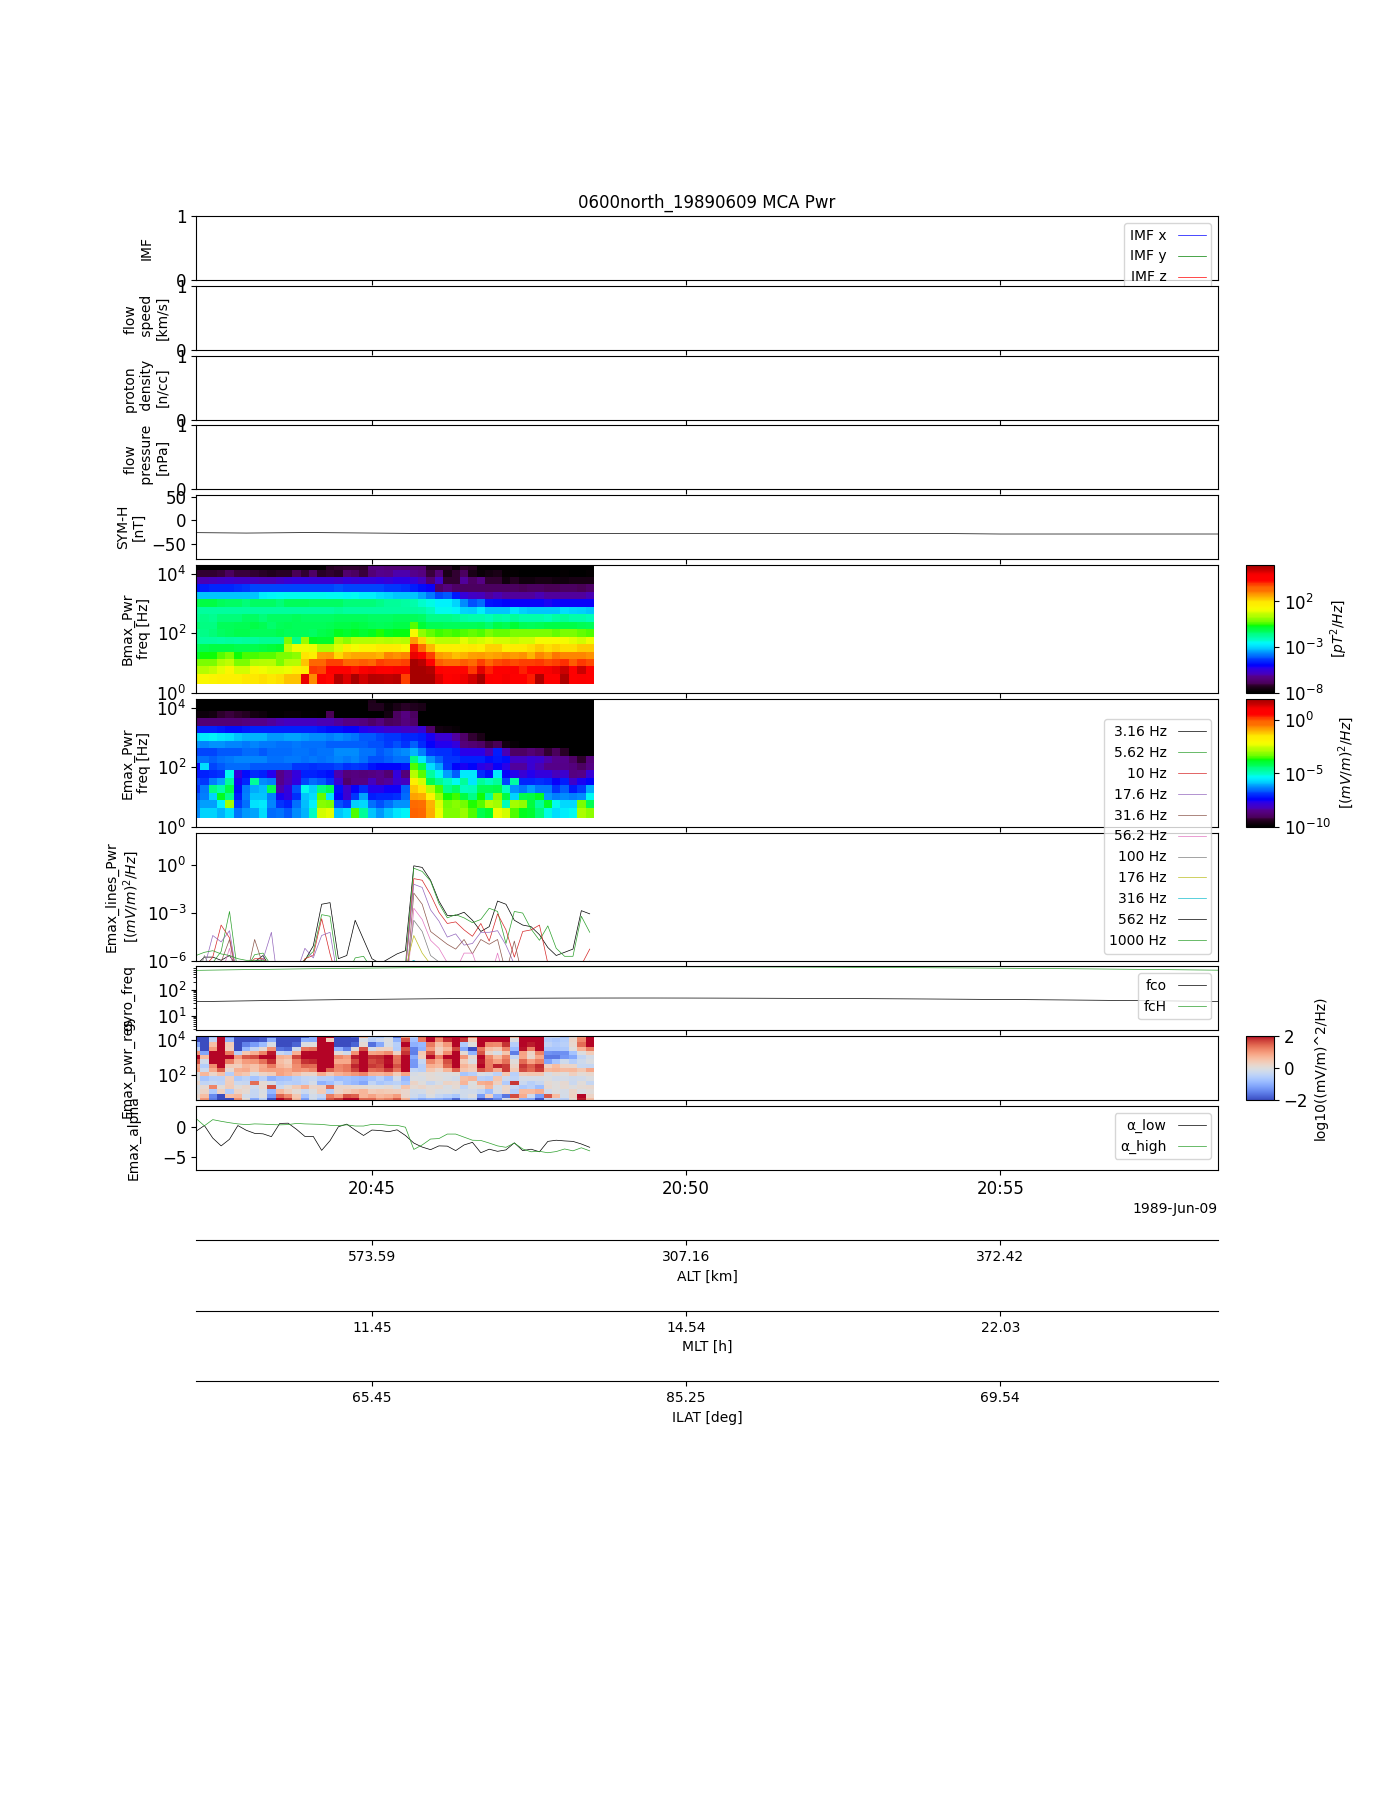 0600north_19890609 MCA Pwr
1
0
IMF
IMF x
IMF y
IMF z
1
0
flow
speed
[km/s]
1
0
proton
density
[n/cc]
1
0
flow
pressure
[nPa]
50
0
−50
SYM-H
[nT]
10^4
10^2
10^0
Bmax_Pwr
freq [Hz]
10^2
10^−3
10^−8
[pT^2/Hz]
10^4
10^2
10^0
Emax_Pwr
freq [Hz]
10^0
10^−5
10^−10
[(mV/m)^2/Hz]
3.16 Hz
5.62 Hz
10 Hz
17.6 Hz
31.6 Hz
56.2 Hz
100 Hz
176 Hz
316 Hz
562 Hz
1000 Hz
10^0
10^−3
10^−6
Emax_lines_Pwr
[(mV/m)^2/Hz]
10^2
10^1
gyro_freq
fco
fcH
10^4
10^2
Emax_pwr_res
2
0
−2
log10((mV/m)^2/Hz)
0
−5
Emax_alpha
α_low
α_high
20:45 20:50 20:55
1989-Jun-09
573.59 307.16 372.42
ALT [km]
11.45 14.54 22.03
MLT [h]
65.45 85.25 69.54
ILAT [deg]